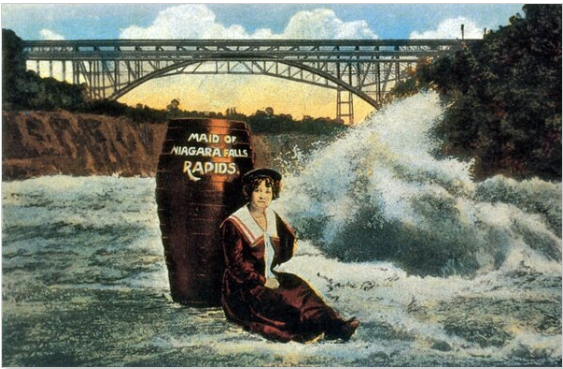 MAID OF
NIAGARA FALLS
RAPIDS.